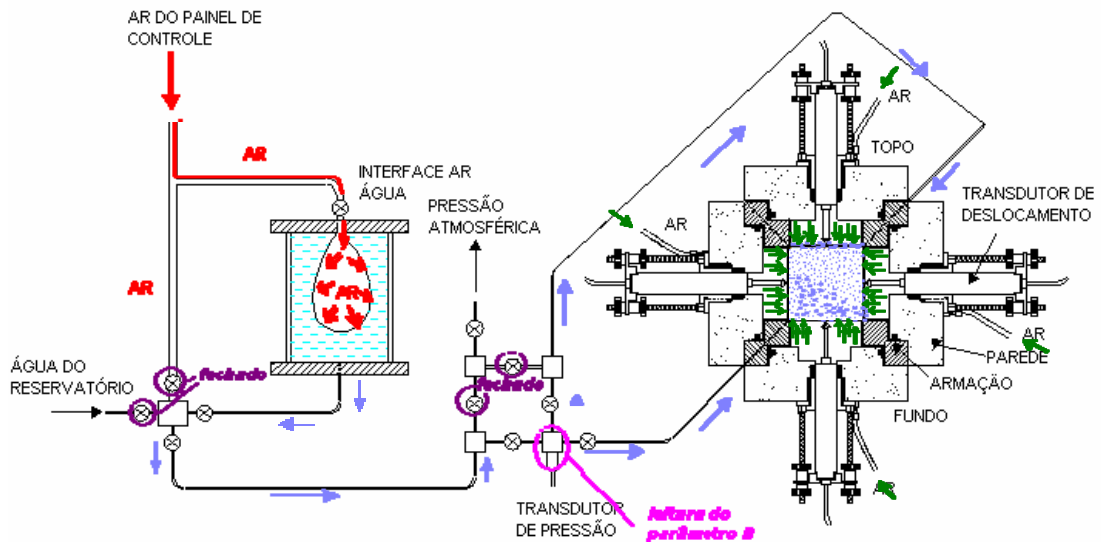 AR DO PAINEL DE
CONTROLE
AR
INTERFACE AR
ÁGUA
PRESSÃO
ATMOSFÉRICA
AR
TOPO
TRANSDUTOR DE
DESLOCAMENTO
AR
AR
AR
ÁGUA DO
RESERVATÓRIO
fechado
fechado
AR
PAREDE
ARMAÇÃO
FUNDO
AR
TRANSDUTOR
DE PRESSÃO
leitura do
parâmetro B